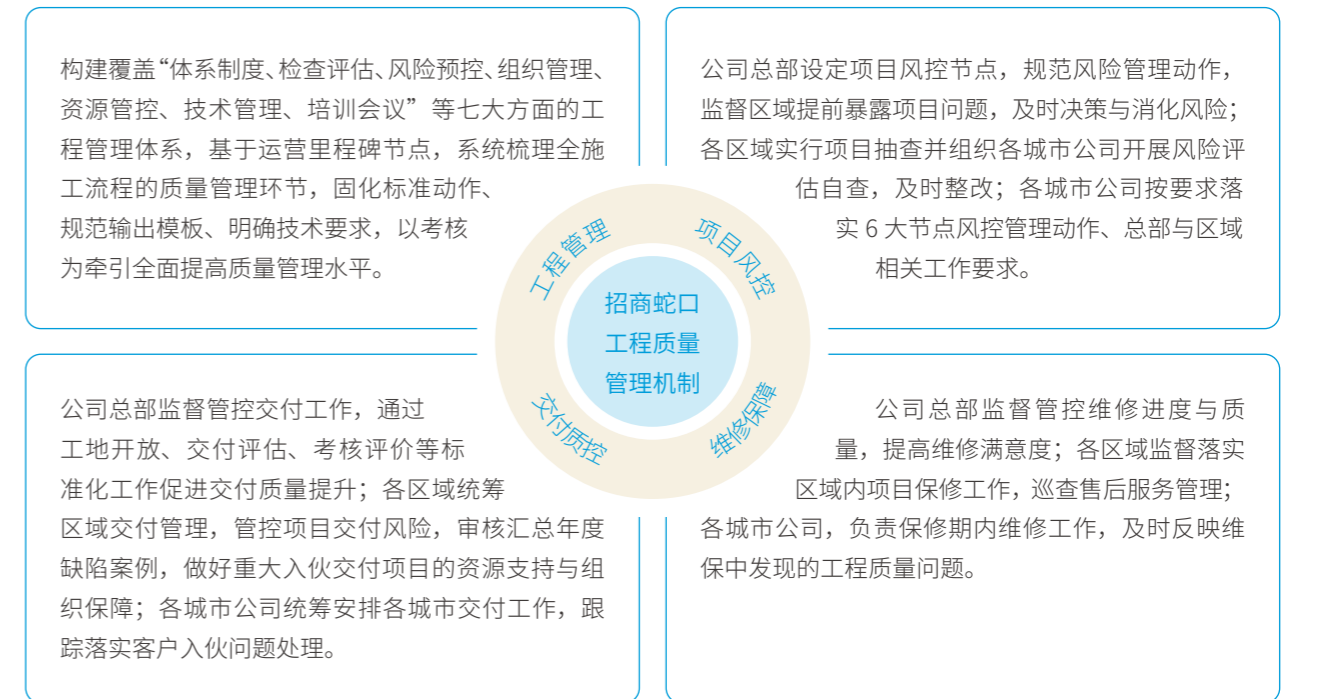 构建覆盖“体系制度、检查评估、风险预控、组织管理、
资源管控、技术管理、培训会议”等七大方面的工
程管理体系，基于运营里程碑节点，系统梳理全施
工流程的质量管理环节，固化标准动作、
规范输出模板、明确技术要求，以考核
为牵引全面提高质量管理水平。
公司总部设定项目风控节点，规范风险管理动作，
监督区域提前暴露项目问题，及时决策与消化风险；
各区域实行项目抽查并组织各城市公司开展风险评
估自查，及时整改；各城市公司按要求落
实 6 大节点风控管理动作、总部与区域
相关工作要求。
工程管理
项目风控
招商蛇口
工程质量
管理机制
交付质控
维修保障
公司总部监督管控交付工作，通过
工地开放、交付评估、考核评价等标
准化工作促进交付质量提升；各区域统筹
区域交付管理，管控项目交付风险，审核汇总年度
缺陷案例，做好重大入伙交付项目的资源支持与组
织保障；各城市公司统筹安排各城市交付工作，跟
踪落实客户入伙问题处理。
公司总部监督管控维修进度与质
量，提高维修满意度；各区域监督落实
区域内项目保修工作，巡查售后服务管理；
各城市公司，负责保修期内维修工作，及时反映维
保中发现的工程质量问题。